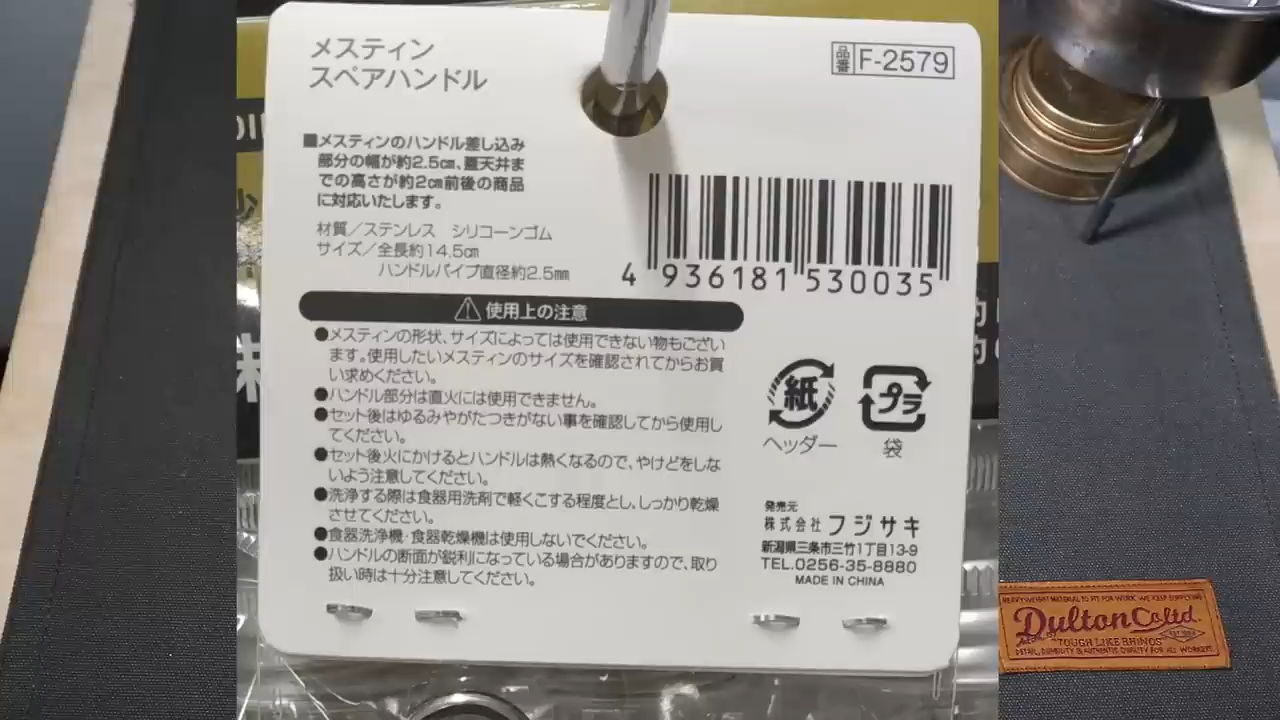 メスティン
スペアハンドル
品番 F-2579
■メスティンのハンドル差し込み
部分の幅が約2.5㎝、蓋天井ま
での高さが約2㎝前後の商品
に対応いたします。
材質／ステンレス　シリコーンゴム
サイズ／全長約14.5㎝
ハンドルパイプ直径約2.5㎜
4 936181 530035
⚠使用上の注意
●メスティンの形状、サイズによっては使用できない物もござい
ます。使用したいメスティンのサイズを確認されてからお買
い求めください。
●ハンドル部分は直火には使用できません。
●セット後はゆるみやがたつきがない事を確認してから使用し
てください。
●セット後火にかけるとハンドルは熱くなるので、やけどをしな
いよう注意してください。
●洗浄する際は食器用洗剤で軽くこする程度とし、しっかり乾燥
させてください。
●食器洗浄機・食器乾燥機は使用しないでください。
●ハンドルの断面が鋭利になっている場合がありますので、取り
扱い時は十分注意してください。
紙
ヘッダー
プラ
袋
発売元
株式会社フジサキ
新潟県三条市三竹1丁目13-9
TEL.0256-35-8880
MADE IN CHINA
HEAVYWEIGHT MATERIAL TO FIT FOR WORK. WE KEEP SUPPLYING
Dulton Co.ltd.
"TOUGH LIKE RHINOS"
DETAIL, DURABILITY & AUTHENTIC QUALITY FOR ALL WORKERS.